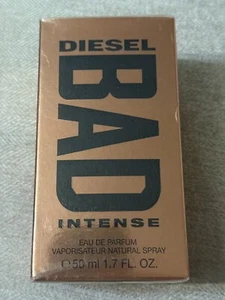 DIESEL
BAD
INTENSE
EAU DE PARFUM
VAPORISATEUR NATURAL SPRAY
℮ 50 ml 1.7 FL. OZ.